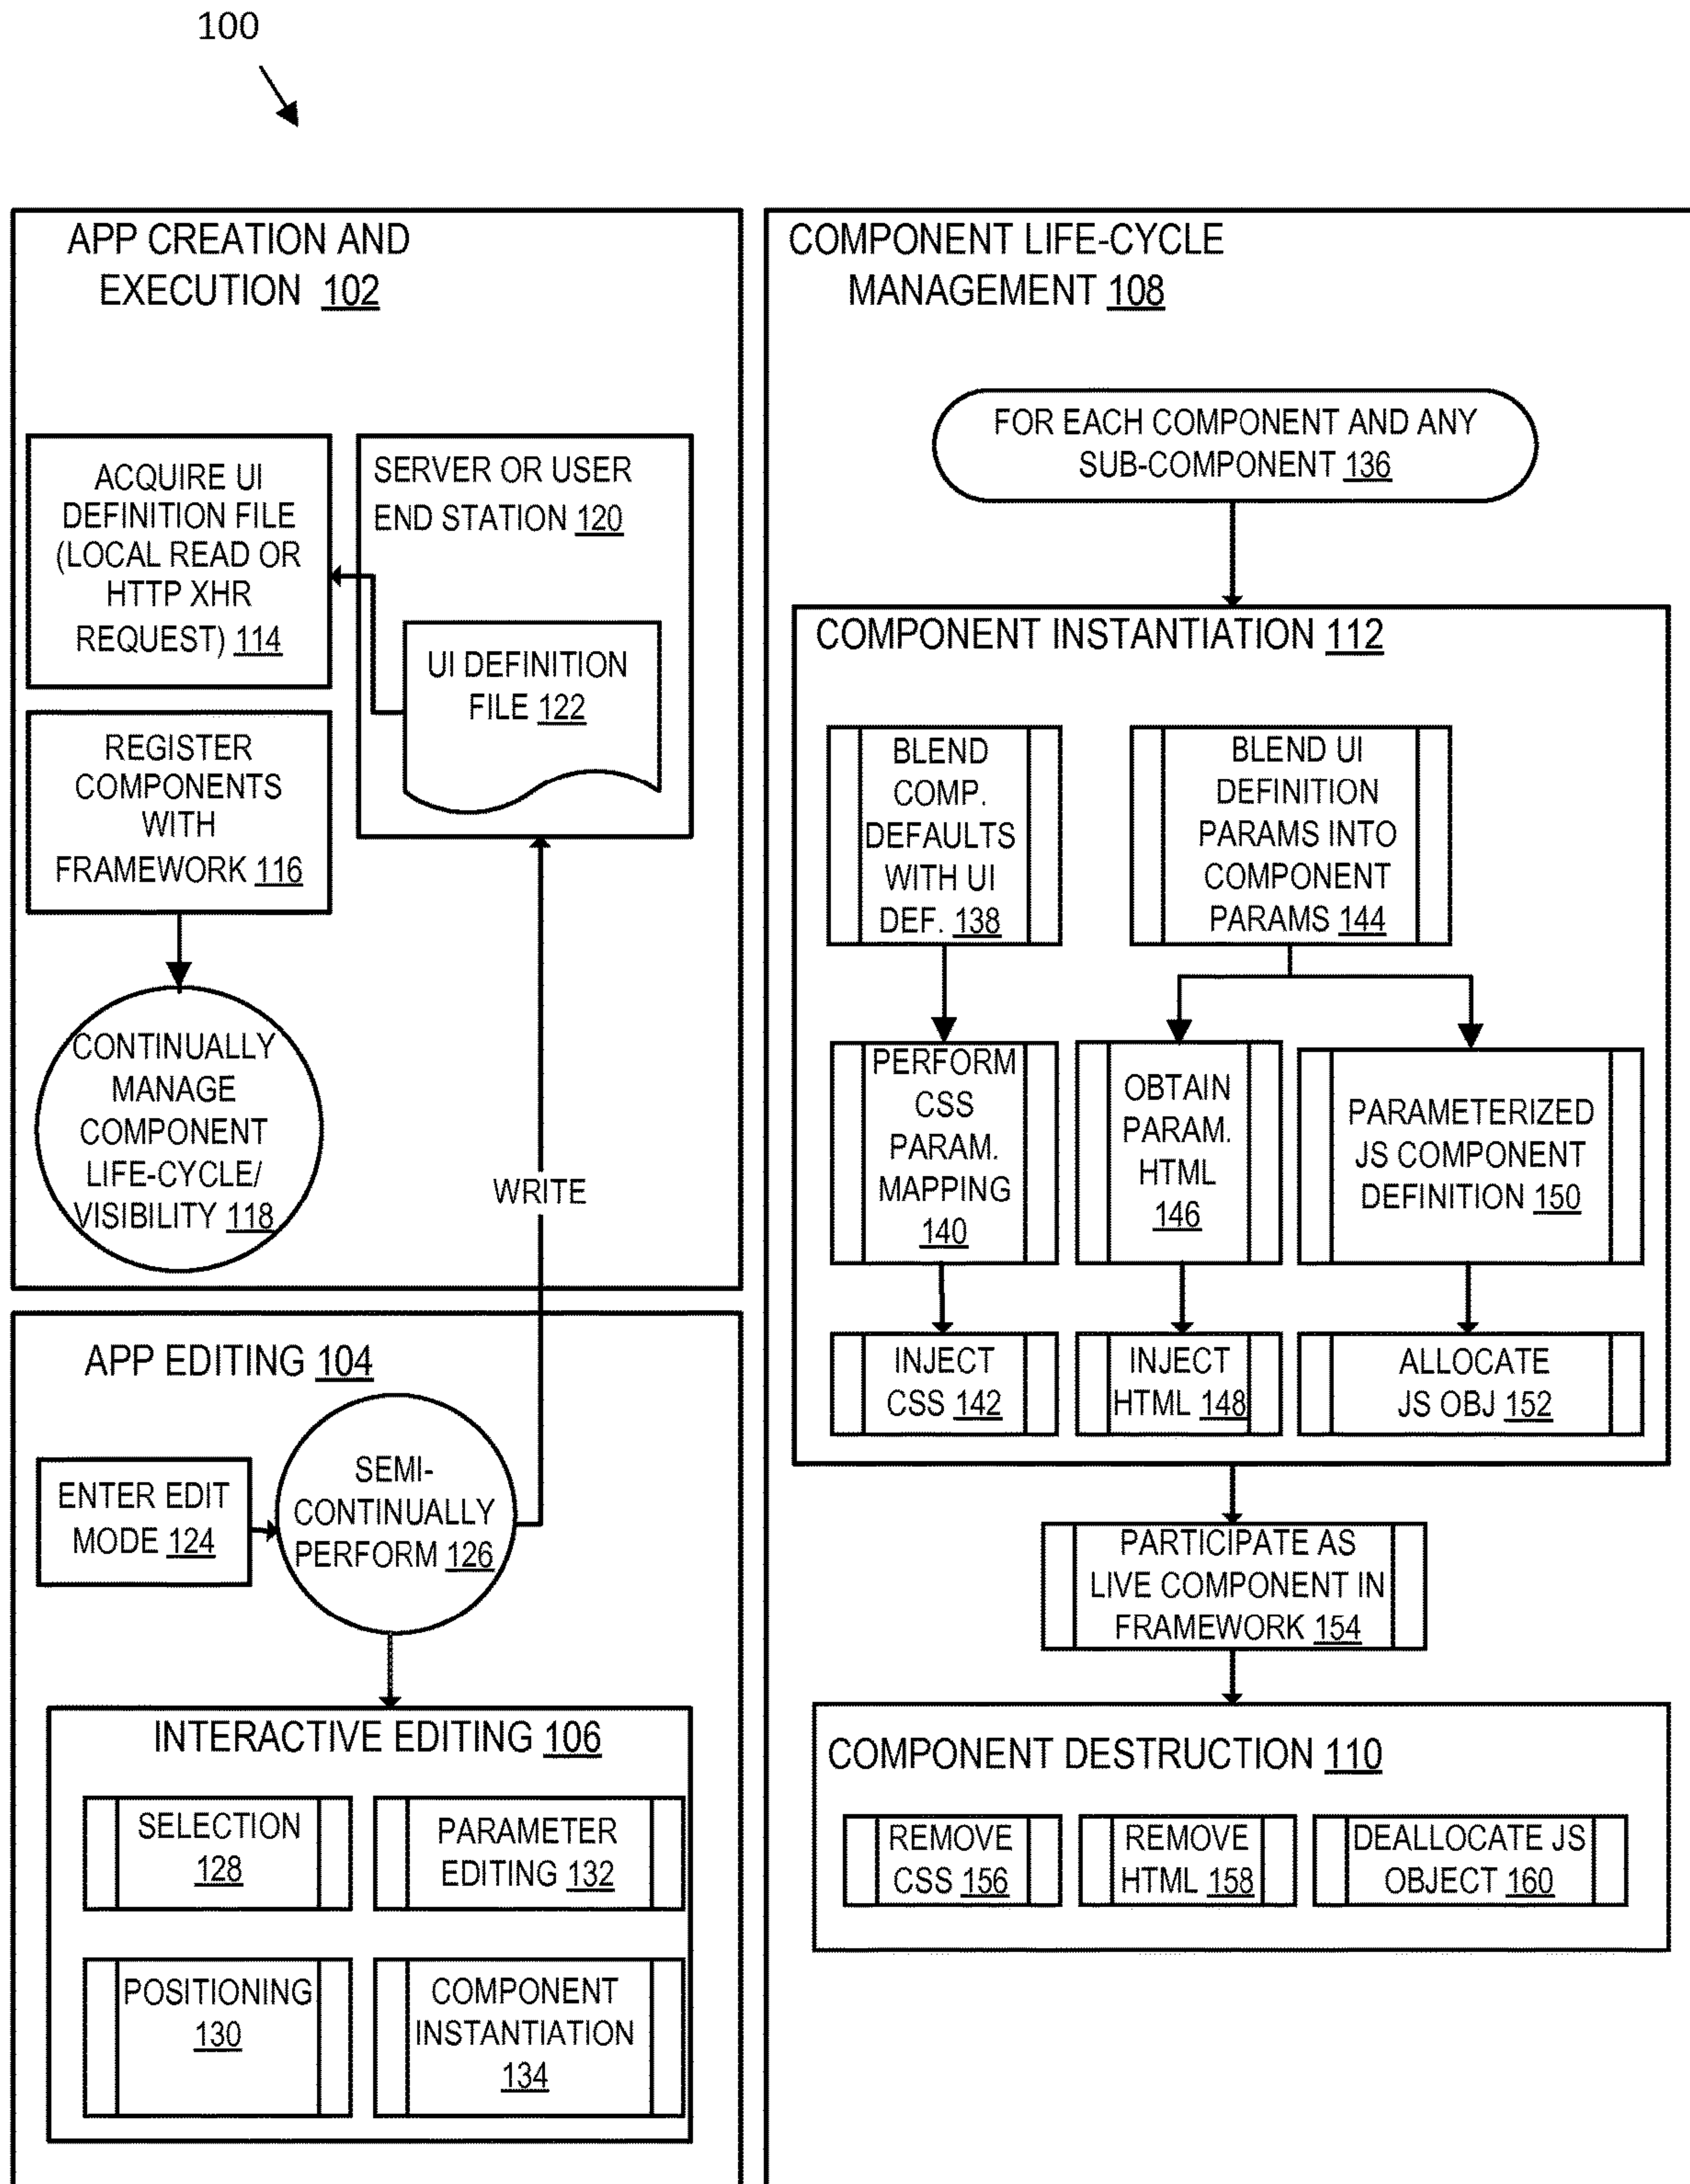 100
APP CREATION AND
EXECUTION 102
ACQUIRE UI
DEFINITION FILE
(LOCAL READ OR
HTTP XHR
REQUEST) 114
SERVER OR USER
END STATION 120
UI DEFINITION
FILE 122
REGISTER
COMPONENTS
WITH
FRAMEWORK 116
CONTINUALLY
MANAGE
COMPONENT
LIFE-CYCLE/
VISIBILITY 118
WRITE
APP EDITING 104
ENTER EDIT
MODE 124
SEMI-
CONTINUALLY
PERFORM 126
INTERACTIVE EDITING 106
SELECTION
128
PARAMETER
EDITING 132
POSITIONING
130
COMPONENT
INSTANTIATION
134
COMPONENT LIFE-CYCLE
MANAGEMENT 108
FOR EACH COMPONENT AND ANY
SUB-COMPONENT 136
COMPONENT INSTANTIATION 112
BLEND
COMP.
DEFAULTS
WITH UI
DEF. 138
BLEND UI
DEFINITION
PARAMS INTO
COMPONENT
PARAMS 144
PERFORM
CSS
PARAM.
MAPPING
140
OBTAIN
PARAM.
HTML
146
PARAMETERIZED
JS COMPONENT
DEFINITION 150
INJECT
CSS 142
INJECT
HTML 148
ALLOCATE
JS OBJ 152
PARTICIPATE AS
LIVE COMPONENT IN
FRAMEWORK 154
COMPONENT DESTRUCTION 110
REMOVE
CSS 156
REMOVE
HTML 158
DEALLOCATE JS
OBJECT 160